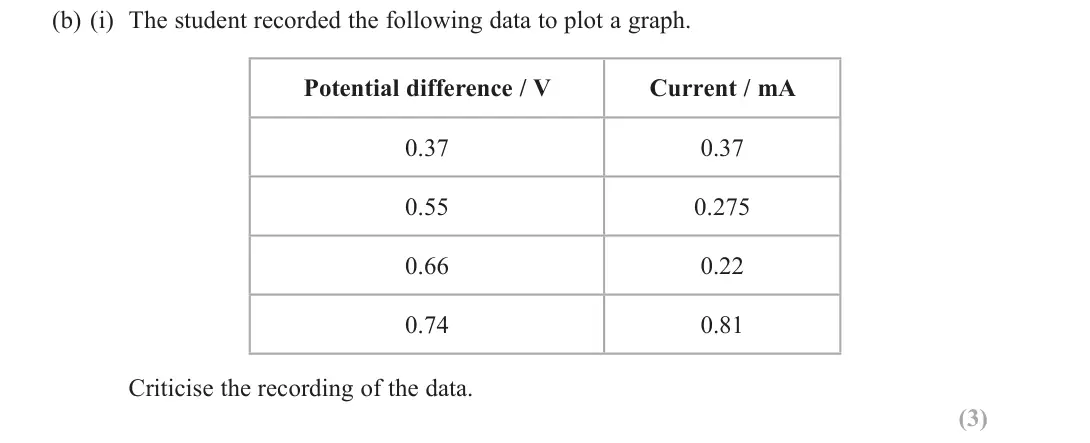 (b) (i) The student recorded the following data to plot a graph.
Potential difference / V Current / mA
0.37 0.37
0.55 0.275
0.66 0.22
0.74 0.81
Criticise the recording of the data.
(3)